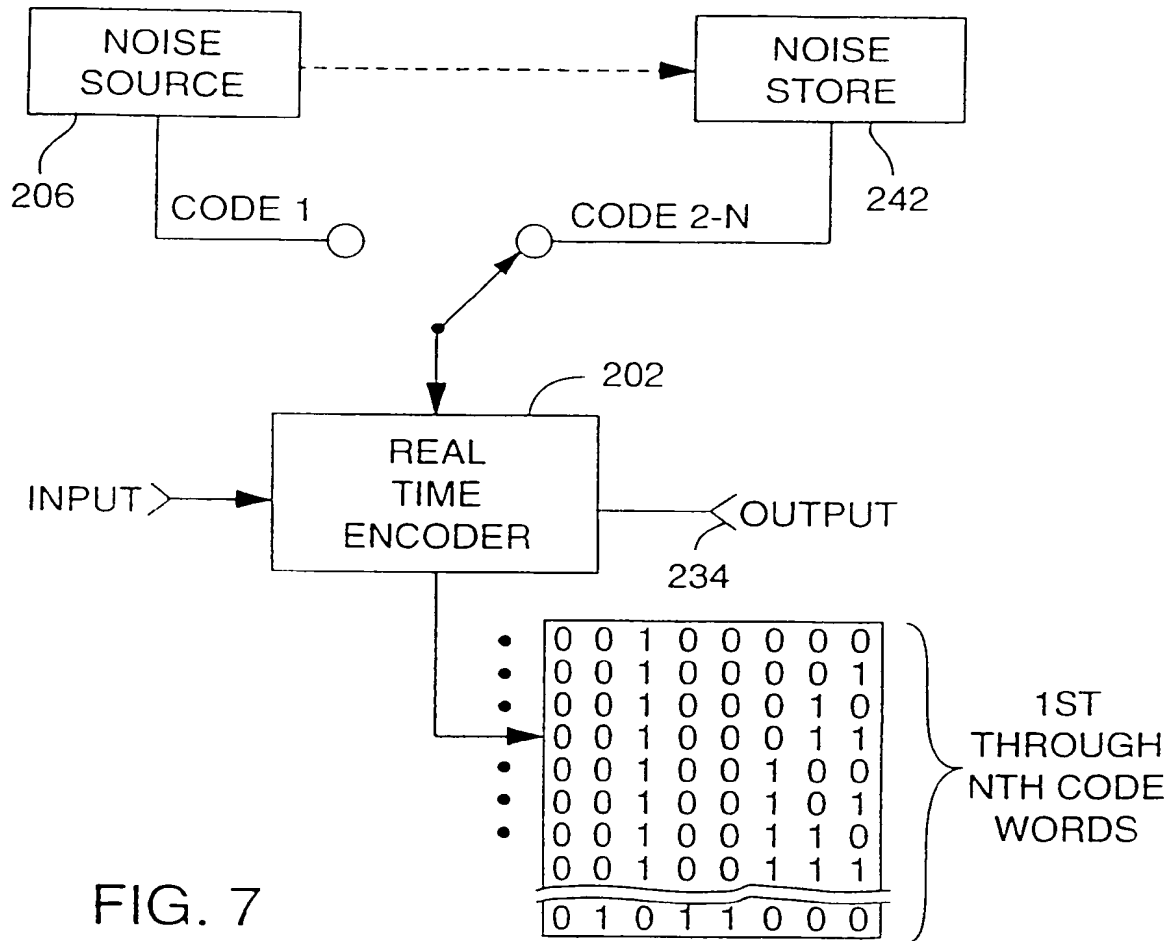 NOISE
SOURCE
NOISE
STORE
206
242
CODE 1
CODE 2-N
202
REAL
TIME
ENCODER
INPUT
OUTPUT
234
0 0 1 0 0 0 0 0
0 0 1 0 0 0 0 1
0 0 1 0 0 0 1 0
0 0 1 0 0 0 1 1
0 0 1 0 0 1 0 0
0 0 1 0 0 1 0 1
0 0 1 0 0 1 1 0
0 0 1 0 0 1 1 1
0 1 0 1 1 0 0 0
1ST
THROUGH
NTH CODE
WORDS
FIG. 7